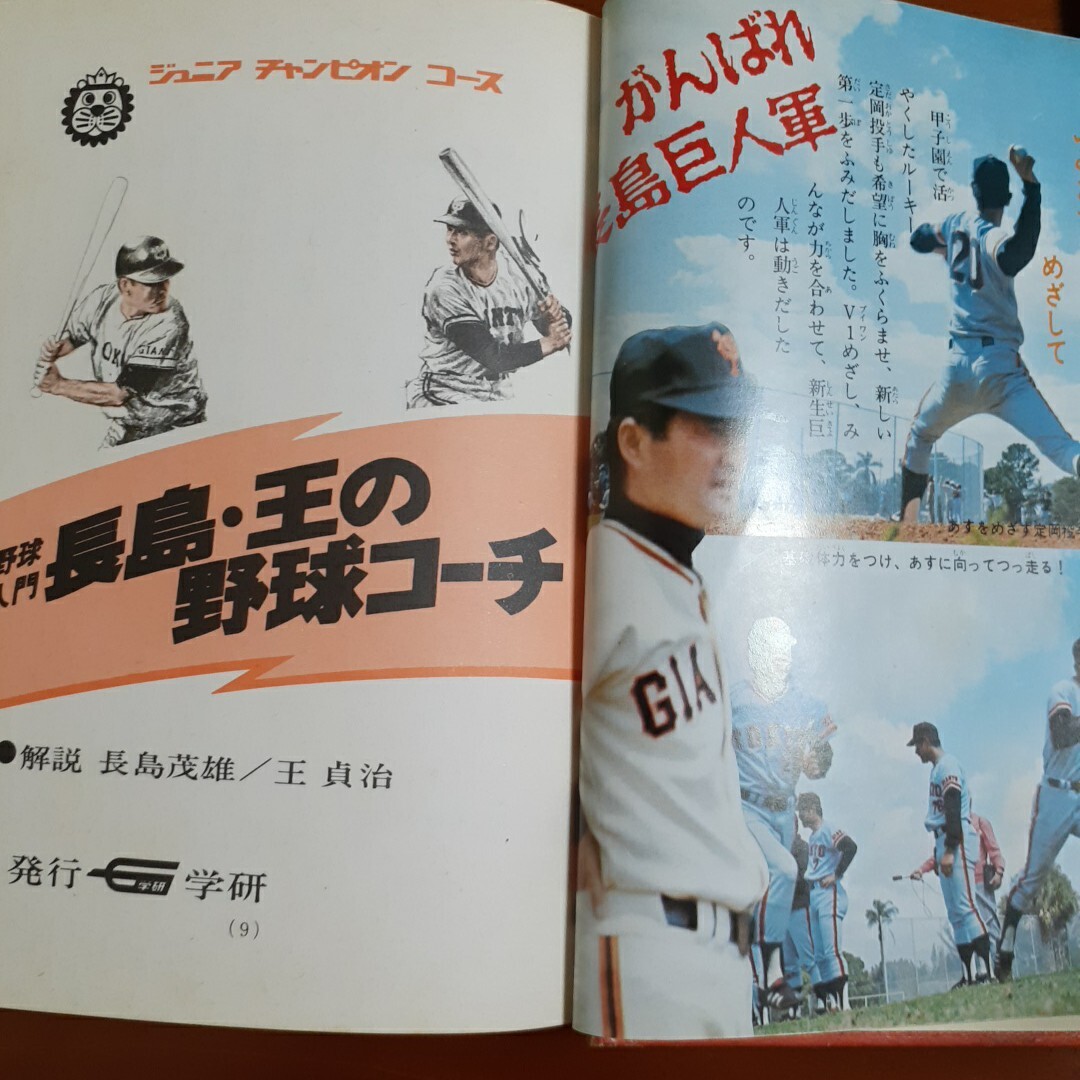 ジュニア チャンピオン コース
野球
入門
長島・王の
野球コーチ
●解説 長島茂雄／王 貞治
発行 学研 学研
(9)
がんばれ
長島巨人軍
甲子園で活
やくしたルーキー
定岡投手も希望に胸をふくらませ、新しい
第一歩をふみだしました。V1めざし、み
んなが力を合わせて、新生巨
人軍は動きだした
のです。
めざして
20
あすをめざす定岡
体力をつけ、あすに向ってつっ走る！
GIA